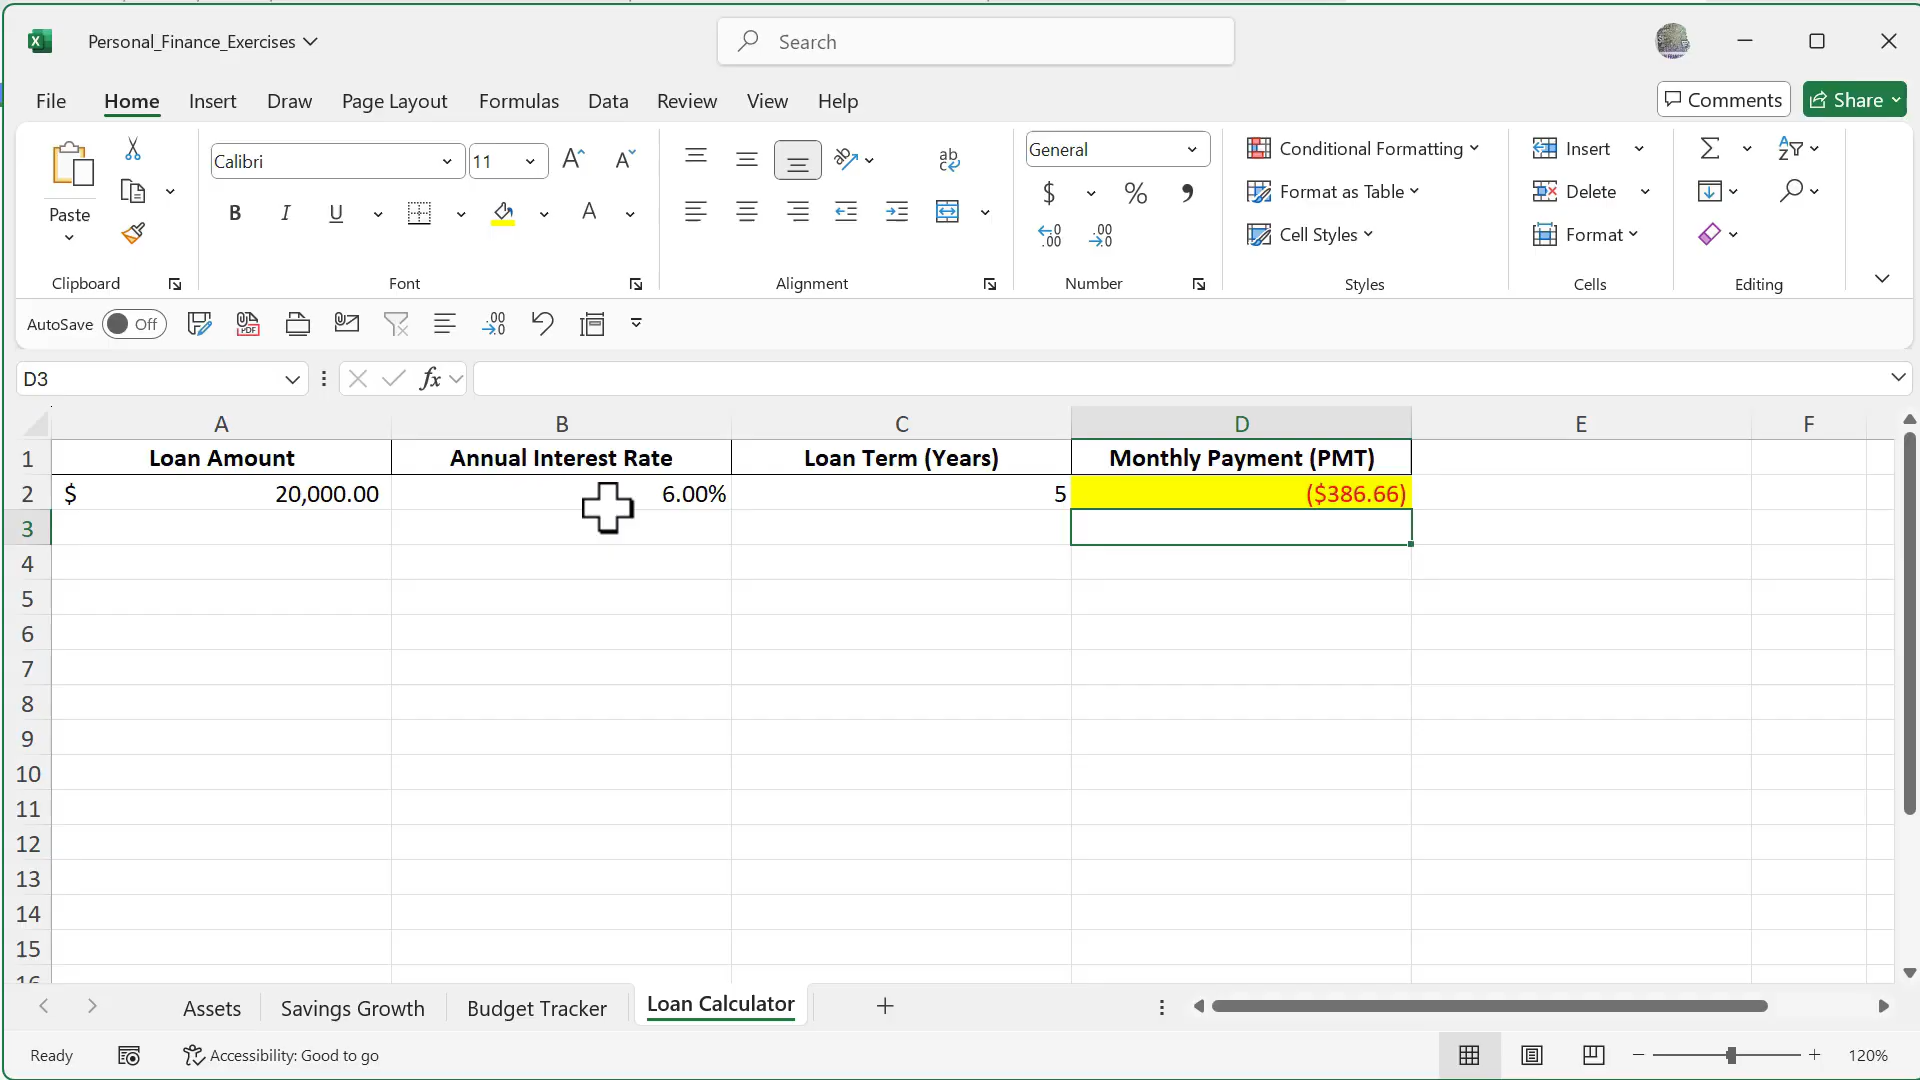 Personal_Finance_Exercises
Search
File Home Insert Draw Page Layout Formulas Data Review View Help Comments Share
Paste
Clipboard
Calibri 11
B I U A
Font
ab
Alignment
General
$ % ,
Number
Conditional Formatting
Format as Table
Cell Styles
Styles
Insert
Delete
Format
Cells
Editing
AutoSave Off
D3 fx
A B C D E F
1 Loan Amount Annual Interest Rate Loan Term (Years) Monthly Payment (PMT)
2 $ 20,000.00 6.00% 5 ($386.66)
3
4
5
6
7
8
9
10
11
12
13
14
15
16
Assets Savings Growth Budget Tracker Loan Calculator
Ready Accessibility: Good to go 120%